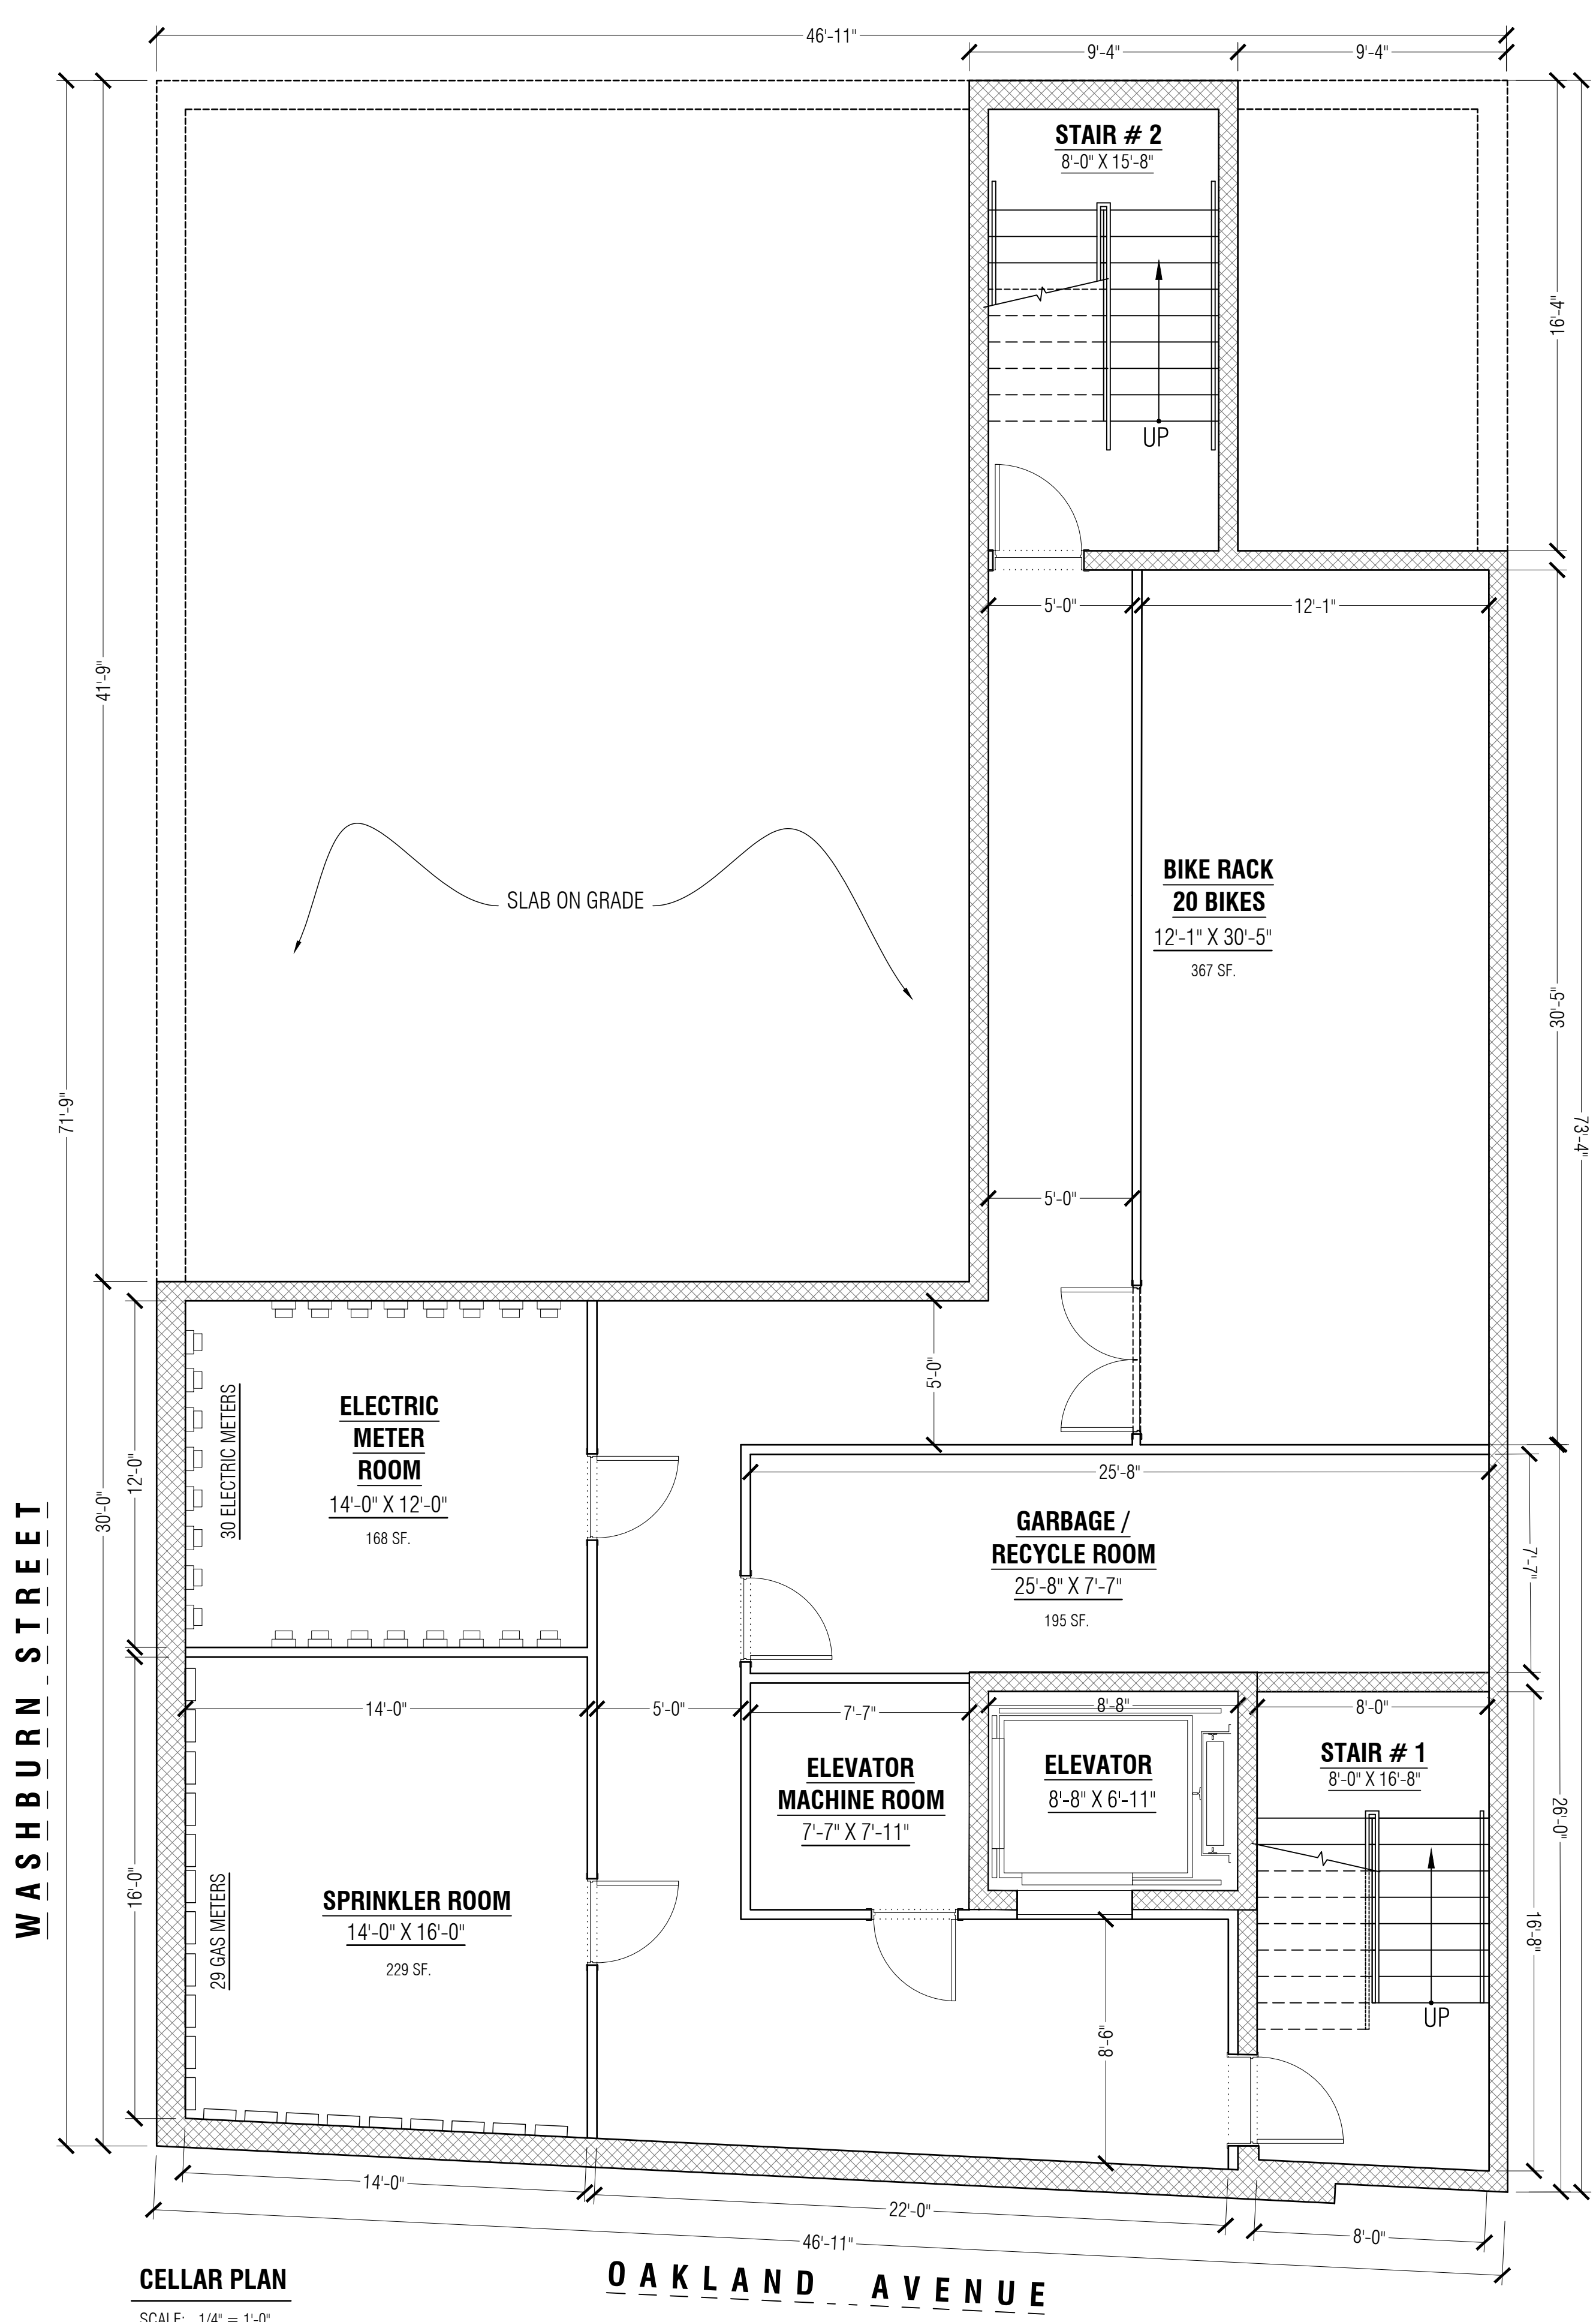 46'-11"
9'-4"
9'-4"
STAIR # 2
8'-0" X 15'-8"
UP
16'-4"
41'-9"
71'-9"
5'-0"
12'-1"
SLAB ON GRADE
BIKE RACK
20 BIKES
12'-1" X 30'-5"
367 SF.
30'-5"
73'-4"
5'-0"
5'-0"
ELECTRIC
METER
ROOM
14'-0" X 12'-0"
168 SF.
30 ELECTRIC METERS
12'-0"
30'-0"
25'-8"
GARBAGE /
RECYCLE ROOM
25'-8" X 7'-7"
195 SF.
7'-7"
WASHBURN STREET
14'-0"
5'-0"
7'-7"
8'-8"
8'-0"
ELEVATOR
MACHINE ROOM
7'-7" X 7'-11"
ELEVATOR
8'-8" X 6'-11"
STAIR # 1
8'-0" X 16'-8"
UP
26'-0"
16'-8"
16'-0"
29 GAS METERS
SPRINKLER ROOM
14'-0" X 16'-0"
229 SF.
8'-6"
14'-0"
22'-0"
8'-0"
46'-11"
OAKLAND AVENUE
CELLAR PLAN
SCALE: 1/4" = 1'-0"